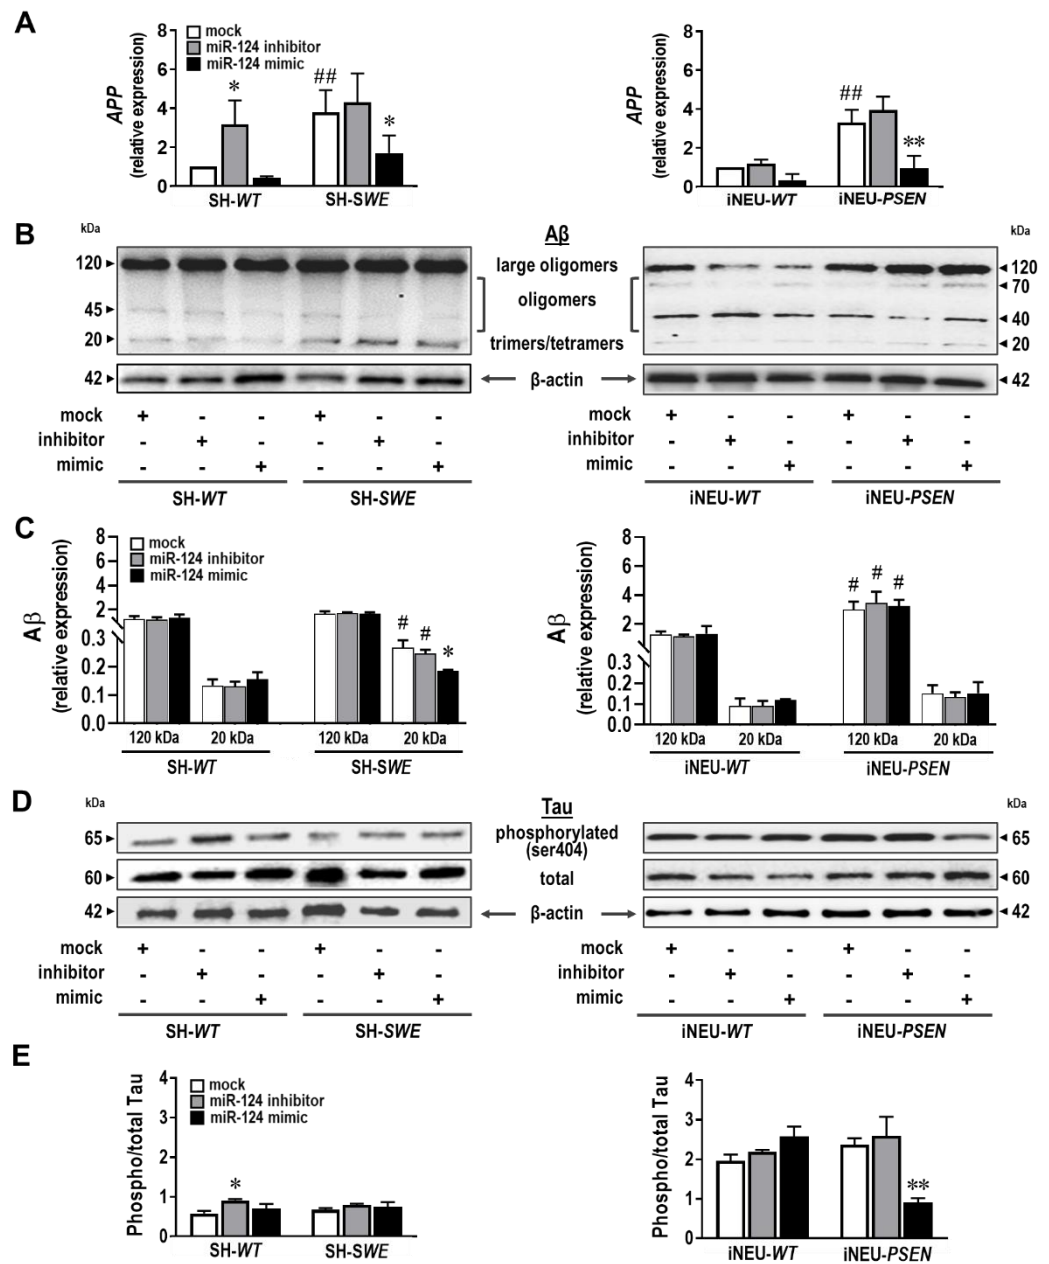 A
8
6
4
2
0
APP
(relative expression)
mock
miR-124 inhibitor
miR-124 mimic
*
##
*
SH-WT
SH-SWE
8
6
4
2
0
APP
(relative expression)
##
**
iNEU-WT
iNEU-PSEN
B
kDa
Aβ
kDa
120
large oligomers
120
70
oligomers
45
40
20
trimers/tetramers
20
42
β-actin
42
mock + - - + - -
inhibitor - + - - + -
mimic - - + - - +
SH-WT
SH-SWE
mock + - - + - -
inhibitor - + - - + -
mimic - - + - - +
iNEU-WT
iNEU-PSEN
C
8
6
4
2
0.3
0.2
0.1
0.0
Aβ
(relative expression)
mock
miR-124 inhibitor
miR-124 mimic
# # *
120 kDa 20 kDa 120 kDa 20 kDa
SH-WT
SH-SWE
8
6
4
2
0.3
0.2
0.1
0.0
Aβ
(relative expression)
# # #
120 kDa 20 kDa 120 kDa 20 kDa
iNEU-WT
iNEU-PSEN
D
kDa
Tau
kDa
65
phosphorylated
(ser404)
65
60
total
60
42
β-actin
42
mock + - - + - -
inhibitor - + - - + -
mimic - - + - - +
SH-WT
SH-SWE
mock + - - + - -
inhibitor - + - - + -
mimic - - + - - +
iNEU-WT
iNEU-PSEN
E
4
3
2
1
0
Phospho/total Tau
mock
miR-124 inhibitor
miR-124 mimic
*
SH-WT
SH-SWE
4
3
2
1
0
Phospho/total Tau
**
iNEU-WT
iNEU-PSEN